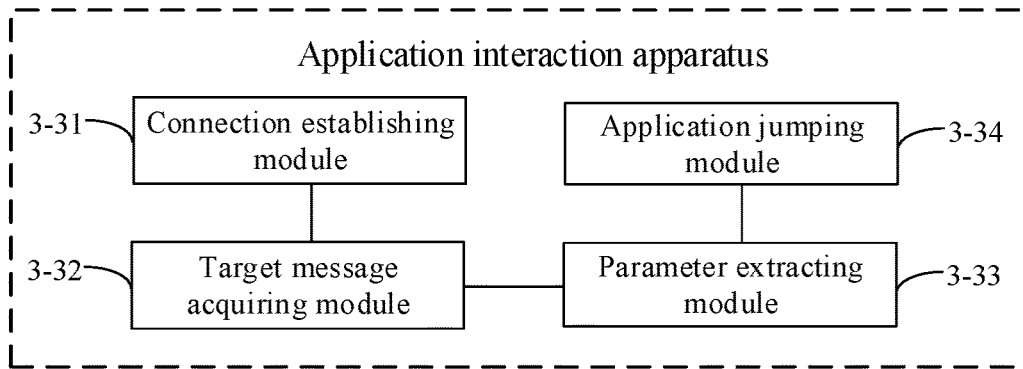 Application interaction apparatus
3-31
Connection establishing
module
Application jumping
module
3-34
3-32
Target message
acquiring module
Parameter extracting
module
3-33